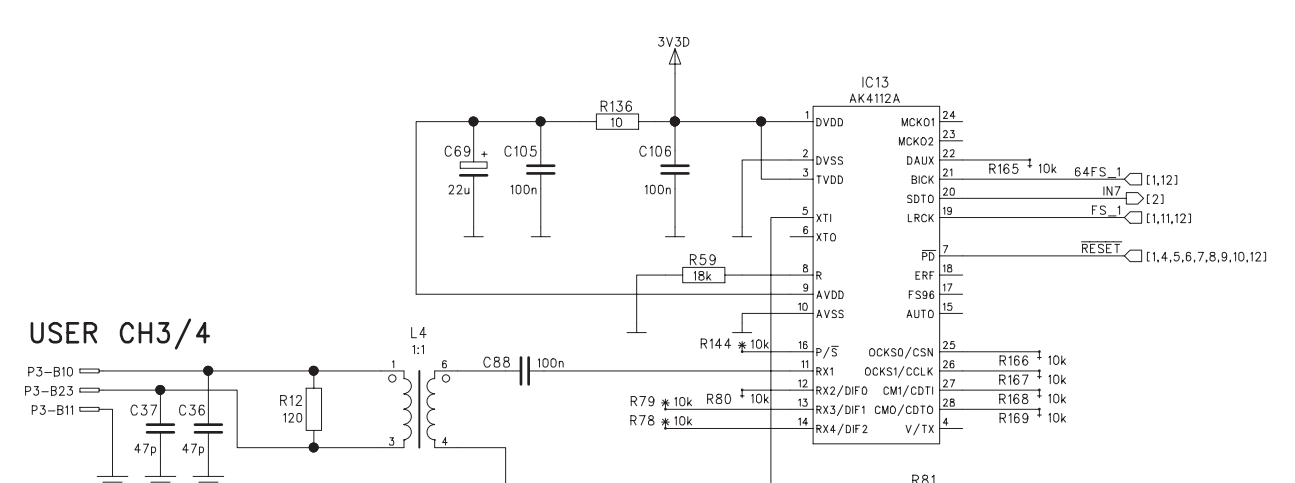 3V3D
IC13
AK4112A
R136
10
1 DVDD MCKO1 24
MCKO2 23
C69 + C105 C106
22u 100n 100n
2 DVSS DAUX 22
R165 10k
3 TVDD BICK 21 64FS_1 [1,12]
SDTO 20 IN7 [2]
5 XTI LRCK 19 FS_1 [1,11,12]
6 XTO
PD 7 RESET [1,4,5,6,7,8,9,10,12]
R59
18k
8 R ERF 18
9 AVDD FS96 17
10 AVSS AUTO 15
USER CH3/4
L4
1:1
R144 * 10k 16 P/S OCKS0/CSN 25 R166 10k
P3-B10 1 6 C88 100n 11 RX1 OCKS1/CCLK 26 R167 10k
P3-B23 R80 10k 12 RX2/DIF0 CM1/CDTI 27 R168 10k
P3-B11 C37 C36 R12 R79 * 10k 13 RX3/DIF1 CM0/CDTO 28 R169 10k
120 R78 * 10k 14 RX4/DIF2 V/TX 4
47p 47p 3 4
R81